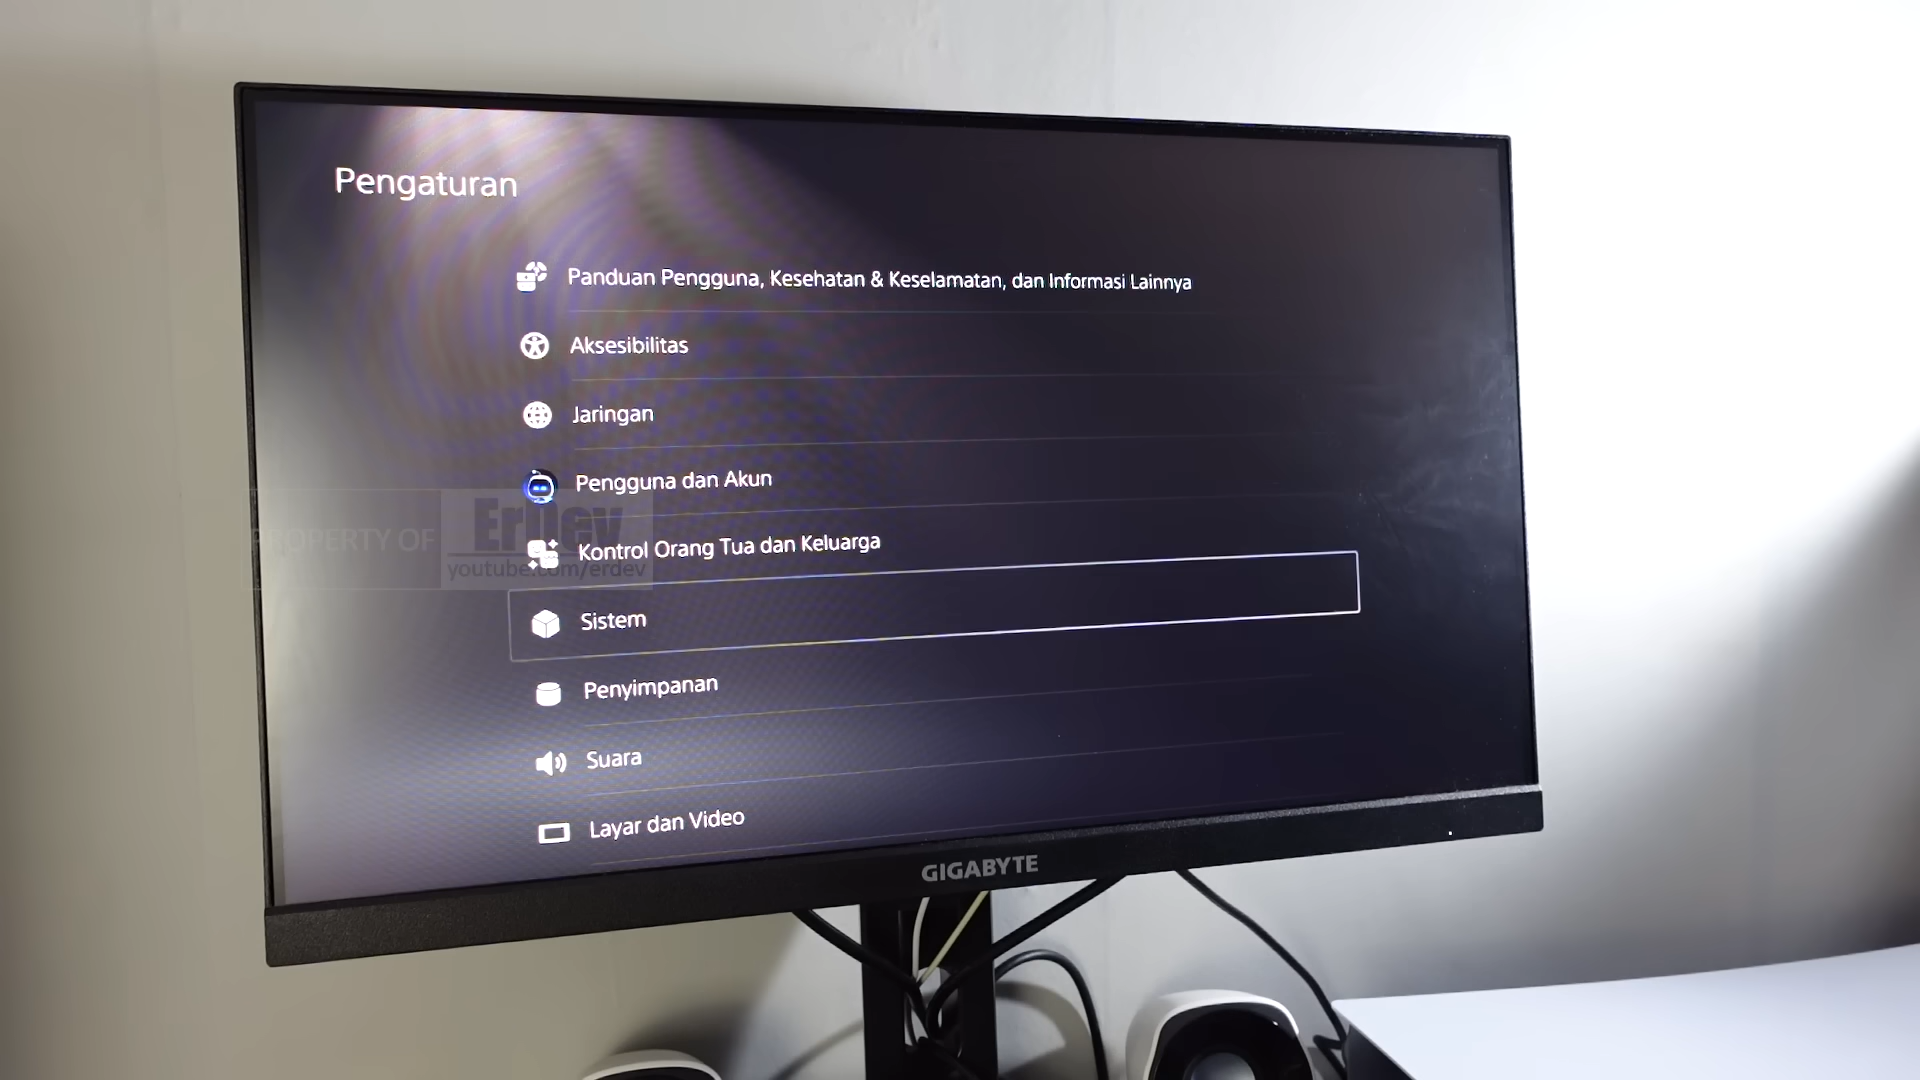 Pengaturan
Panduan Pengguna, Kesehatan & Keselamatan, dan Informasi Lainnya
Aksesibilitas
Jaringan
Pengguna dan Akun
PROPERTY OF ErDev
youtube.com/erdev
Kontrol Orang Tua dan Keluarga
Sistem
Penyimpanan
Suara
Layar dan Video
GIGABYTE